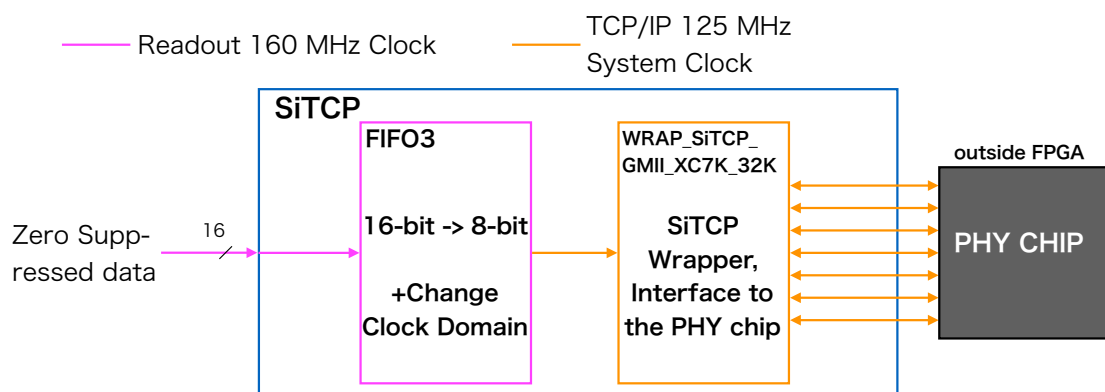 Readout 160 MHz Clock
TCP/IP 125 MHz
System Clock
SiTCP
FIFO3
16-bit -> 8-bit
+Change
Clock Domain
WRAP_SiTCP_
GMII_XC7K_32K
SiTCP
Wrapper,
Interface to
the PHY chip
outside FPGA
PHY CHIP
Zero Supp-
ressed data
16